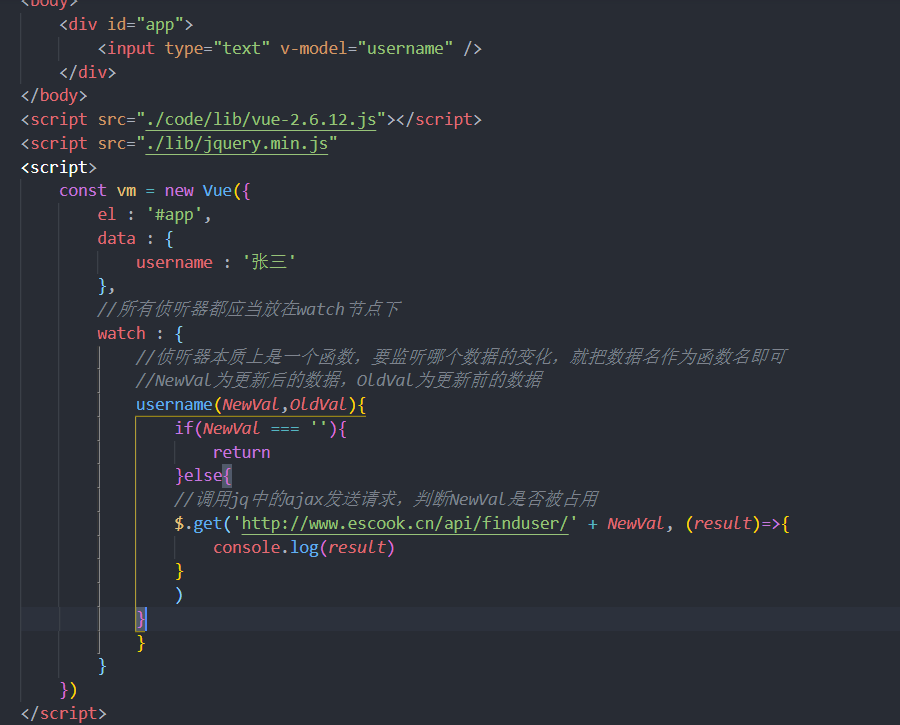 <body>
<div id="app">
<input type="text" v-model="username" />
</div>
</body>
<script src="./code/lib/vue-2.6.12.js"></script>
<script src="./lib/jquery.min.js"
<script>
const vm = new Vue({
el : '#app',
data : {
username : '张三'
},
//所有侦听器都应当放在watch节点下
watch : {
//侦听器本质上是一个函数，要监听哪个数据的变化，就把数据名作为函数名即可
//NewVal为更新后的数据，OldVal为更新前的数据
username(NewVal,OldVal){
if(NewVal === ''){
return
}else{
//调用jq中的ajax发送请求，判断NewVal是否被占用
$.get('http://www.escook.cn/api/finduser/' + NewVal, (result)=>{
console.log(result)
}
)
}
}
}
})
</script>